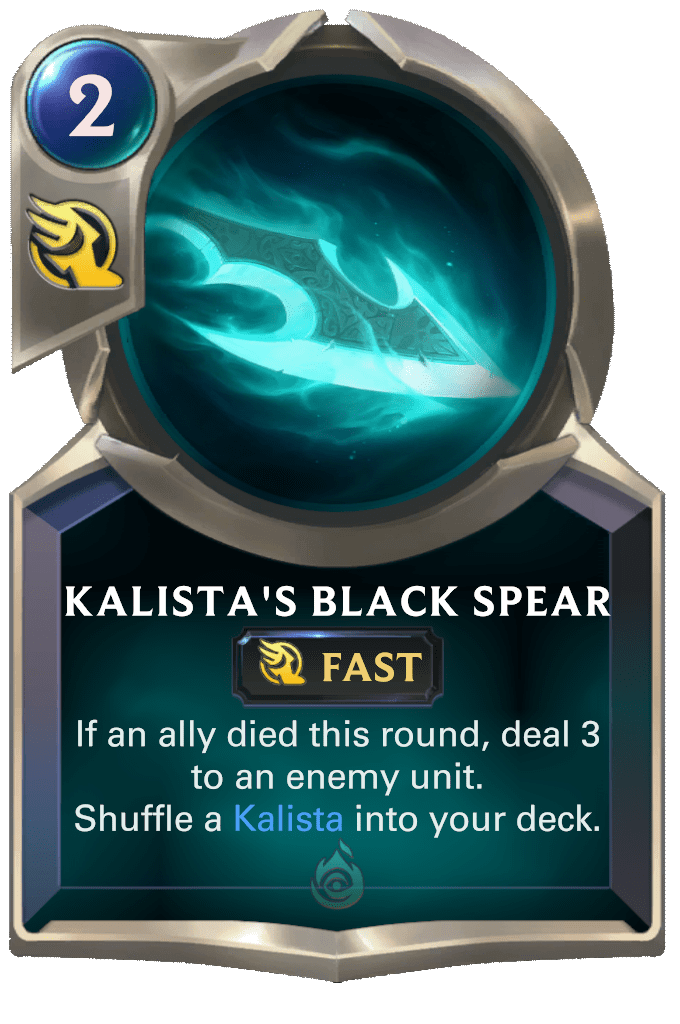 2
KALISTA'S BLACK SPEAR
FAST
If an ally died this round, deal 3
to an enemy unit.
Shuffle a Kalista into your deck.